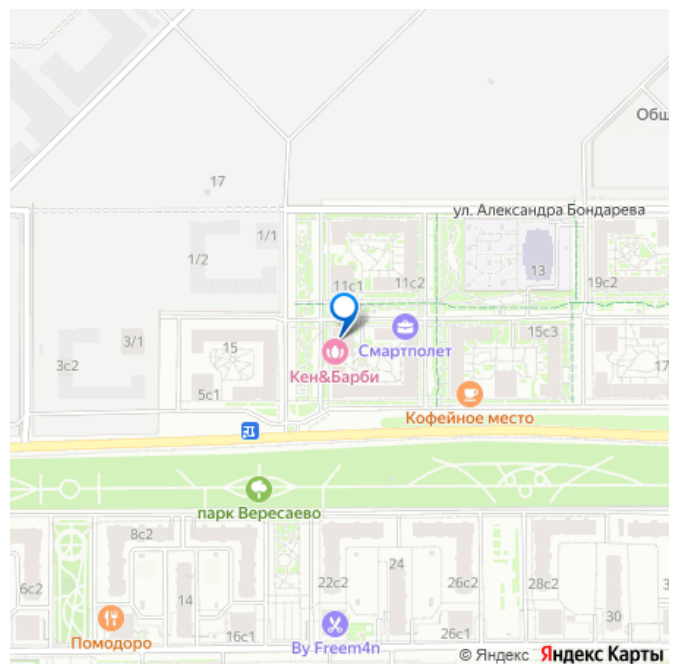 Общ
17
ул. Александра Бондарева
1/1
1/2
13
11с1
11с2
19с2
3/1
15
15с3
Смартполет
3с2
17
Кен&Барби
5с1
Кофейное место
парк Вересаево
8с2
24
6с2
22с2
26с2
28с2
3
14
30
16с1
26с1
Помодоро
By Freem4n
© Яндекс Яндекс Карты